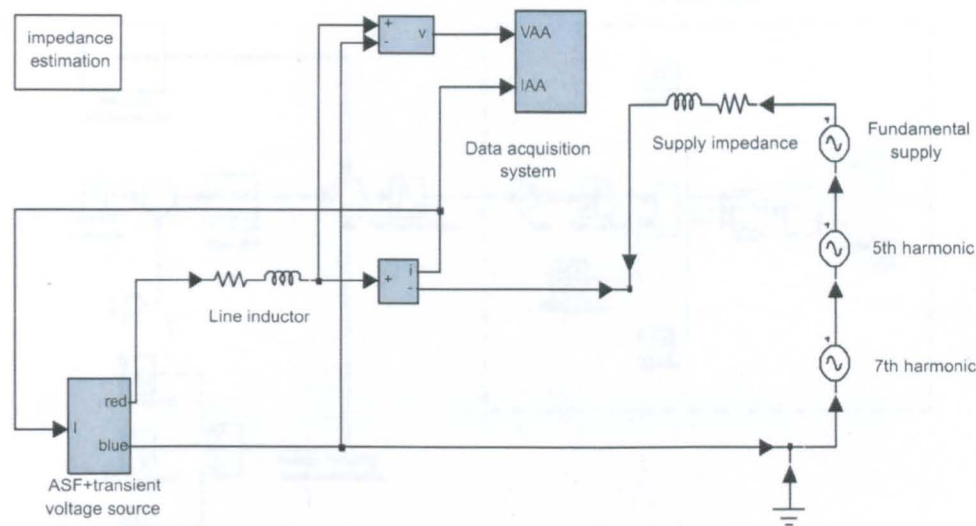 impedance
estimation
+
-
v
VAA
IAA
Data acquisition
system
Supply impedance
Fundamental
supply
5th harmonic
7th harmonic
+
i
-
Line inductor
I
red
blue
ASF+transient
voltage source